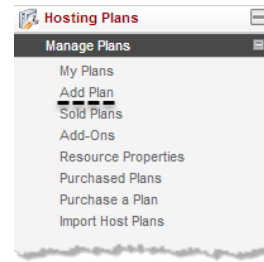 Hosting Plans
Manage Plans
My Plans
Add Plan
Sold Plans
Add-Ons
Resource Properties
Purchased Plans
Purchase a Plan
Import Host Plans